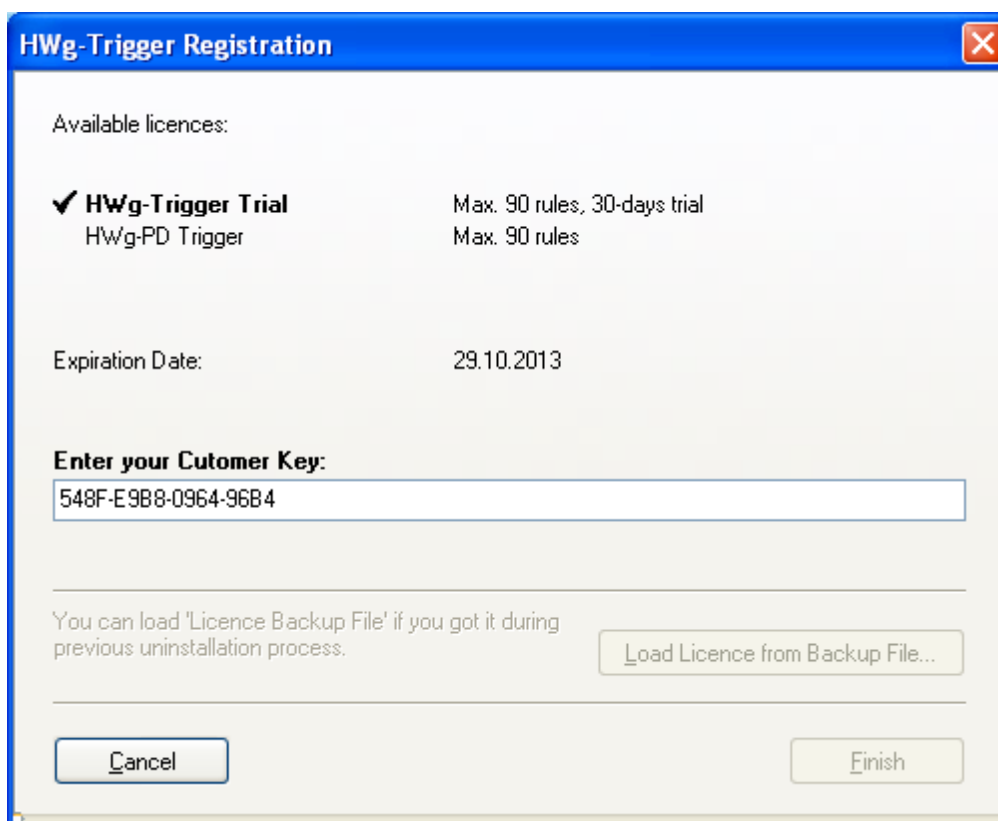 HWg-Trigger Registration
Available licences:
✓ HWg-Trigger Trial Max. 90 rules, 30-days trial
HWg-PD Trigger Max. 90 rules
Expiration Date: 29.10.2013
Enter your Cutomer Key:
548F-E9B8-0964-96B4
You can load 'Licence Backup File' if you got it during
previous uninstallation process.
Load Licence from Backup File...
Cancel Finish